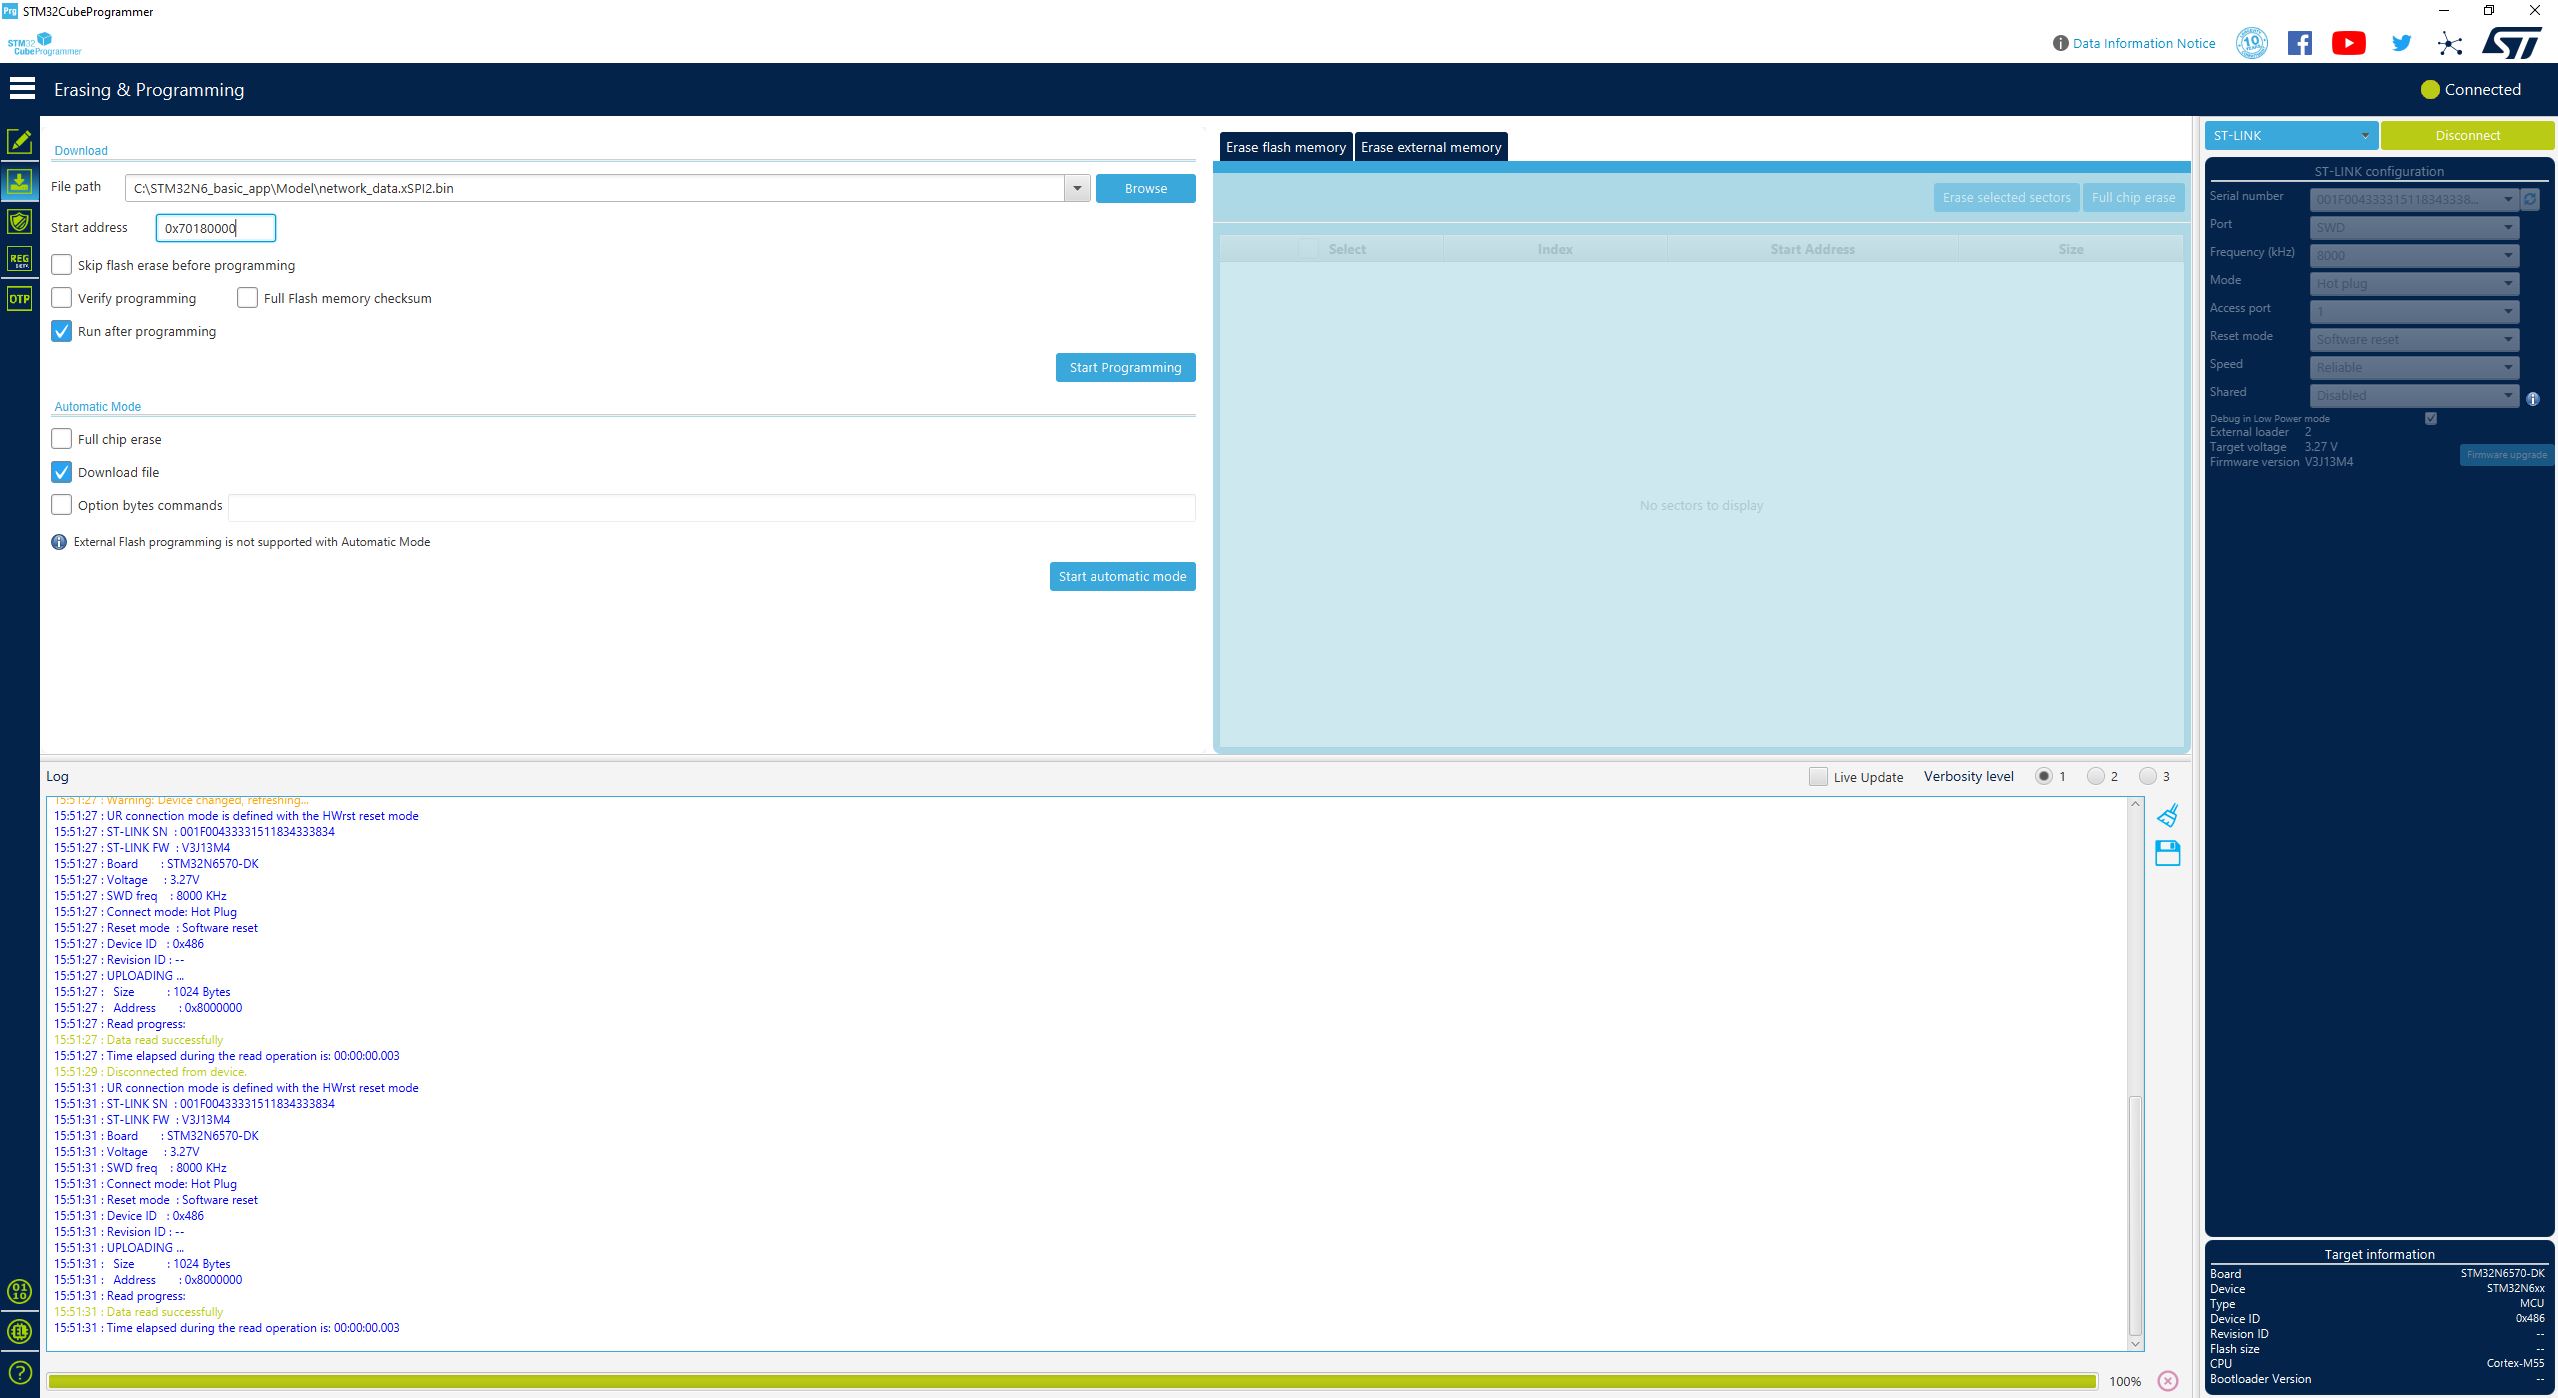 Prg STM32CubeProgrammer
STM32
CubeProgrammer
Data Information Notice
10
Erasing & Programming
Connected
Download
File path C:\STM32N6_basic_app\Model\network_data.xSPI2.bin Browse
Start address 0x70180000
Skip flash erase before programming
Verify programming Full Flash memory checksum
Run after programming
Start Programming
Automatic Mode
Full chip erase
Download file
Option bytes commands
External Flash programming is not supported with Automatic Mode
Start automatic mode
REG
OTP
Erase flash memory Erase external memory
Erase selected sectors Full chip erase
Select Index Start Address Size
No sectors to display
ST-LINK Disconnect
ST-LINK configuration
Serial number 001F004333315118343338...
Port SWD
Frequency (kHz) 8000
Mode Hot plug
Access port 1
Reset mode Software reset
Speed Reliable
Shared Disabled
Debug in Low Power mode
External loader 2
Target voltage 3.27 V
Firmware version V3J13M4 Firmware upgrade
Log Live Update Verbosity level 1 2 3
15:51:27 : Warning: Device changed, refreshing...
15:51:27 : UR connection mode is defined with the HWrst reset mode
15:51:27 : ST-LINK SN : 001F00433331511834333834
15:51:27 : ST-LINK FW : V3J13M4
15:51:27 : Board : STM32N6570-DK
15:51:27 : Voltage : 3.27V
15:51:27 : SWD freq : 8000 KHz
15:51:27 : Connect mode: Hot Plug
15:51:27 : Reset mode : Software reset
15:51:27 : Device ID : 0x486
15:51:27 : Revision ID : --
15:51:27 : UPLOADING ...
15:51:27 : Size : 1024 Bytes
15:51:27 : Address : 0x8000000
15:51:27 : Read progress:
15:51:27 : Data read successfully
15:51:27 : Time elapsed during the read operation is: 00:00:00.003
15:51:29 : Disconnected from device.
15:51:31 : UR connection mode is defined with the HWrst reset mode
15:51:31 : ST-LINK SN : 001F00433331511834333834
15:51:31 : ST-LINK FW : V3J13M4
15:51:31 : Board : STM32N6570-DK
15:51:31 : Voltage : 3.27V
15:51:31 : SWD freq : 8000 KHz
15:51:31 : Connect mode: Hot Plug
15:51:31 : Reset mode : Software reset
15:51:31 : Device ID : 0x486
15:51:31 : Revision ID : --
15:51:31 : UPLOADING ...
15:51:31 : Size : 1024 Bytes
15:51:31 : Address : 0x8000000
15:51:31 : Read progress:
15:51:31 : Data read successfully
15:51:31 : Time elapsed during the read operation is: 00:00:00.003
100%
Target information
Board STM32N6570-DK
Device STM32N6xx
Type MCU
Device ID 0x486
Revision ID --
Flash size --
CPU Cortex-M55
Bootloader Version --